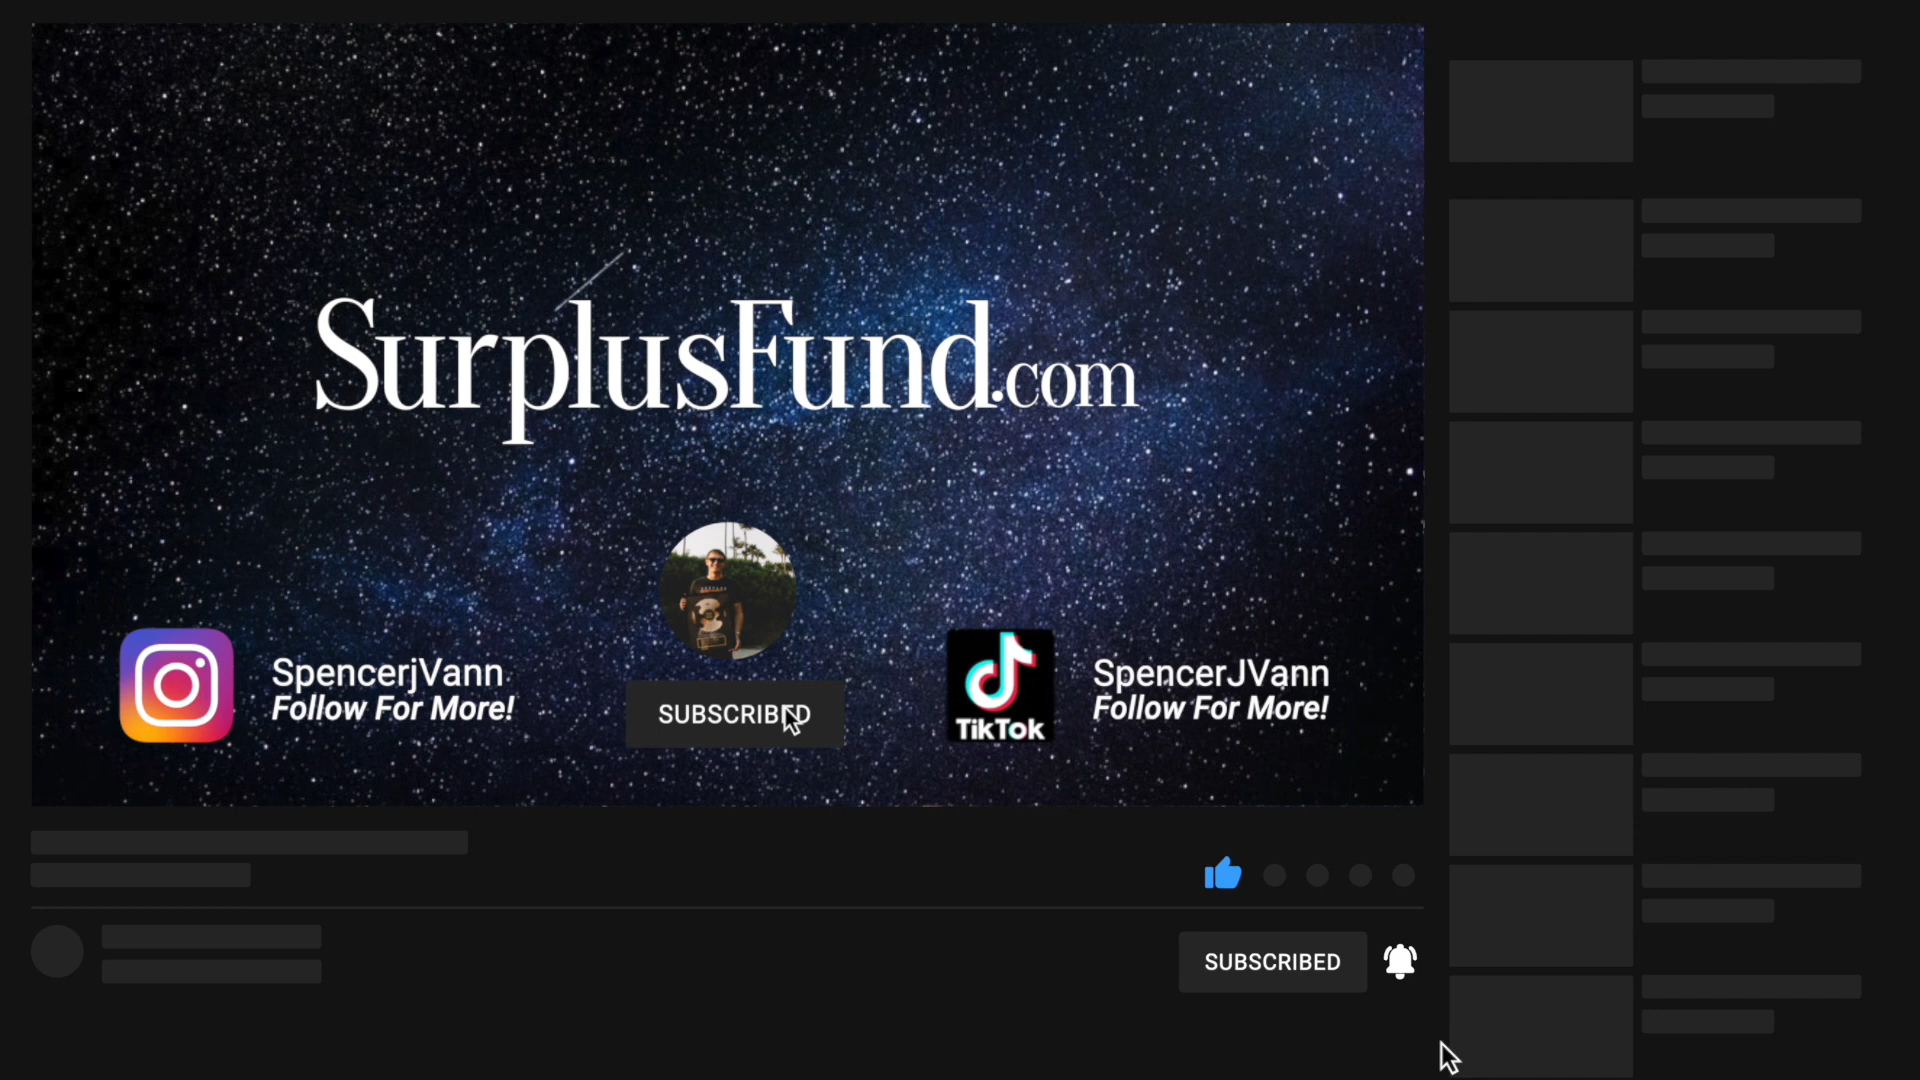 SurplusFund.com
SpencerjVann
Follow For More!
SUBSCRIBED
TikTok
SpencerJVann
Follow For More!
SUBSCRIBED